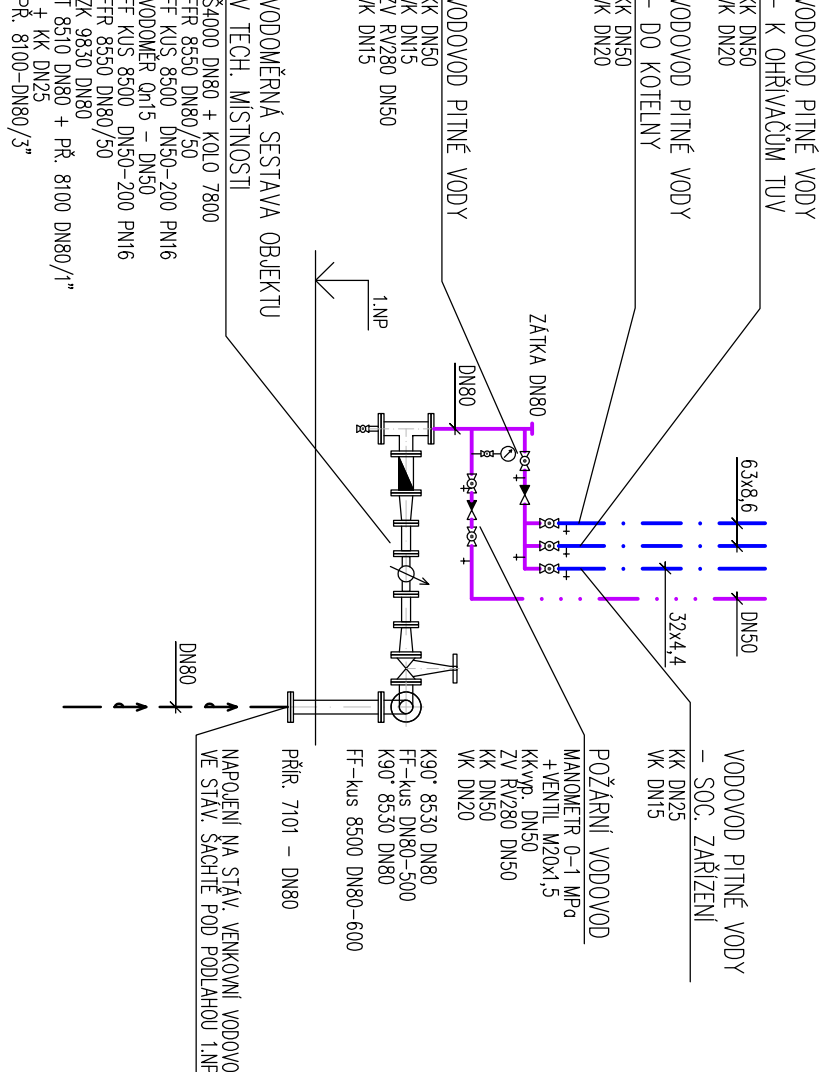 VODOVOD PITNÉ VODY
- K OHŘÍVAČŮM TUV
KK DN50
VK DN20
VODOVOD PITNÉ VODY
- DO KOTELNY
KK DN50
VK DN20
VODOVOD PITNÉ VODY
KK DN50
VK DN15
ZV RV280 DN50
VK DN15
VODOMĚRNÁ SESTAVA OBJEKTU
V TECH. MÍSTNOSTI
Š4000 DN80 + KOLO 7800
FFR 8550 DN80/50
FF KUS 8500 DN50-200 PN16
VODOMĚR Qn15 - DN50
FF KUS 8500 DN50-200 PN16
FFR 8550 DN80/50
ZK 9830 DN80
T 8510 DN80 + PŘ. 8100 DN80/1"
+ KK DN25
PŘ. 8100-DN80/3"
1.NP
ZÁTKA DN80
DN80
63x8,6
32x4,4
DN50
DN80
VODOVOD PITNÉ VODY
- SOC. ZAŘÍZENÍ
KK DN25
VK DN15
POŽÁRNÍ VODOVOD
MANOMETR 0-1 MPa
+VENTIL M20x1,5
KKvyp. DN50
ZV RV280 DN50
KK DN50
VK DN20
K90° 8530 DN80
FF-kus DN80-500
K90° 8530 DN80
FF-kus 8500 DN80-600
PŘÍR. 7101 - DN80
NAPOJENÍ NA STÁV. VENKOVNÍ VODOVO
VE STÁV. ŠACHTĚ POD PODLAHOU 1.NP